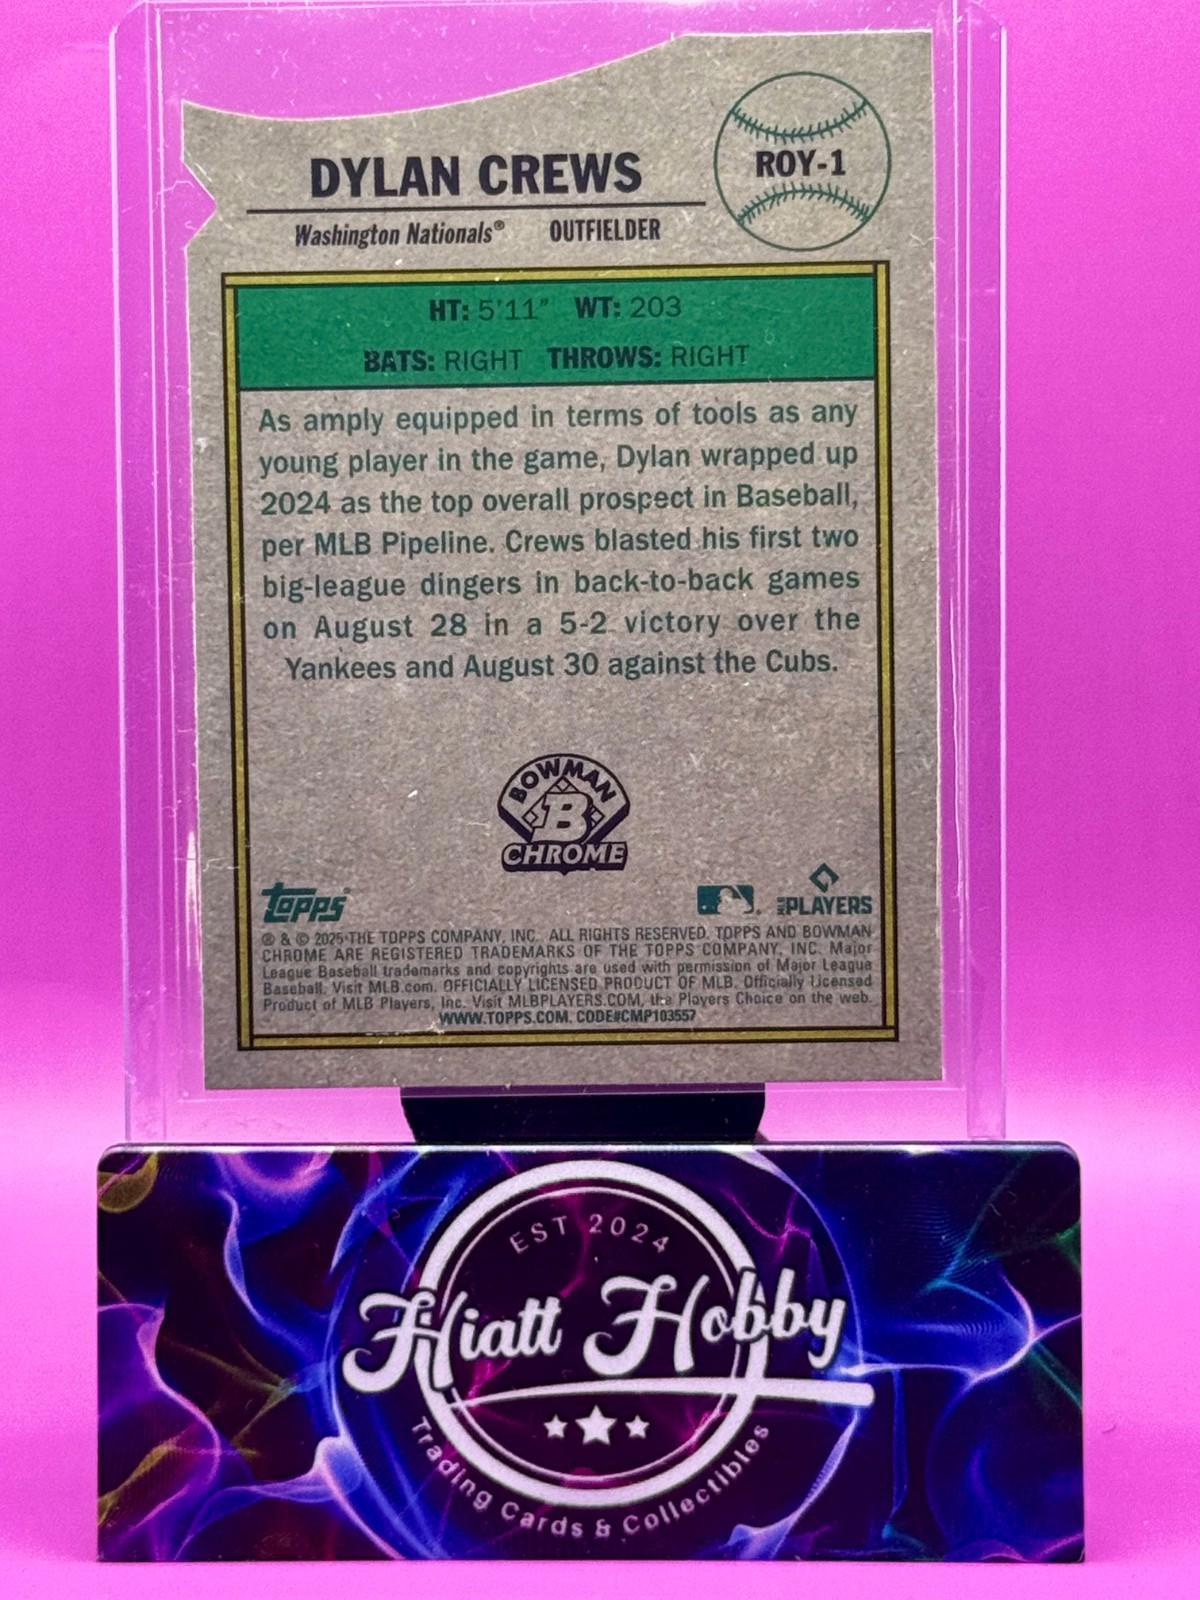 DYLAN CREWS
ROY-1
Washington Nationals® OUTFIELDER
HT: 5'11" WT: 203
BATS: RIGHT THROWS: RIGHT
As amply equipped in terms of tools as any
young player in the game, Dylan wrapped up
2024 as the top overall prospect in Baseball,
per MLB Pipeline. Crews blasted his first two
big-league dingers in back-to-back games
on August 28 in a 5-2 victory over the
Yankees and August 30 against the Cubs.
BOWMAN
B
CHROME
topps
PLAYERS
® & © 2025 THE TOPPS COMPANY, INC. ALL RIGHTS RESERVED. TOPPS AND BOWMAN
CHROME ARE REGISTERED TRADEMARKS OF THE TOPPS COMPANY, INC. Major
League Baseball trademarks and copyrights are used with permission of Major League
Baseball. Visit MLB.com. OFFICIALLY LICENSED PRODUCT OF MLB. Officially Licensed
Product of MLB Players, Inc. Visit MLBPLAYERS.COM, the Players Choice on the web.
WWW.TOPPS.COM. CODE#CMP103557
EST 2024
Hiatt Hobby
Trading Cards & Collectibles